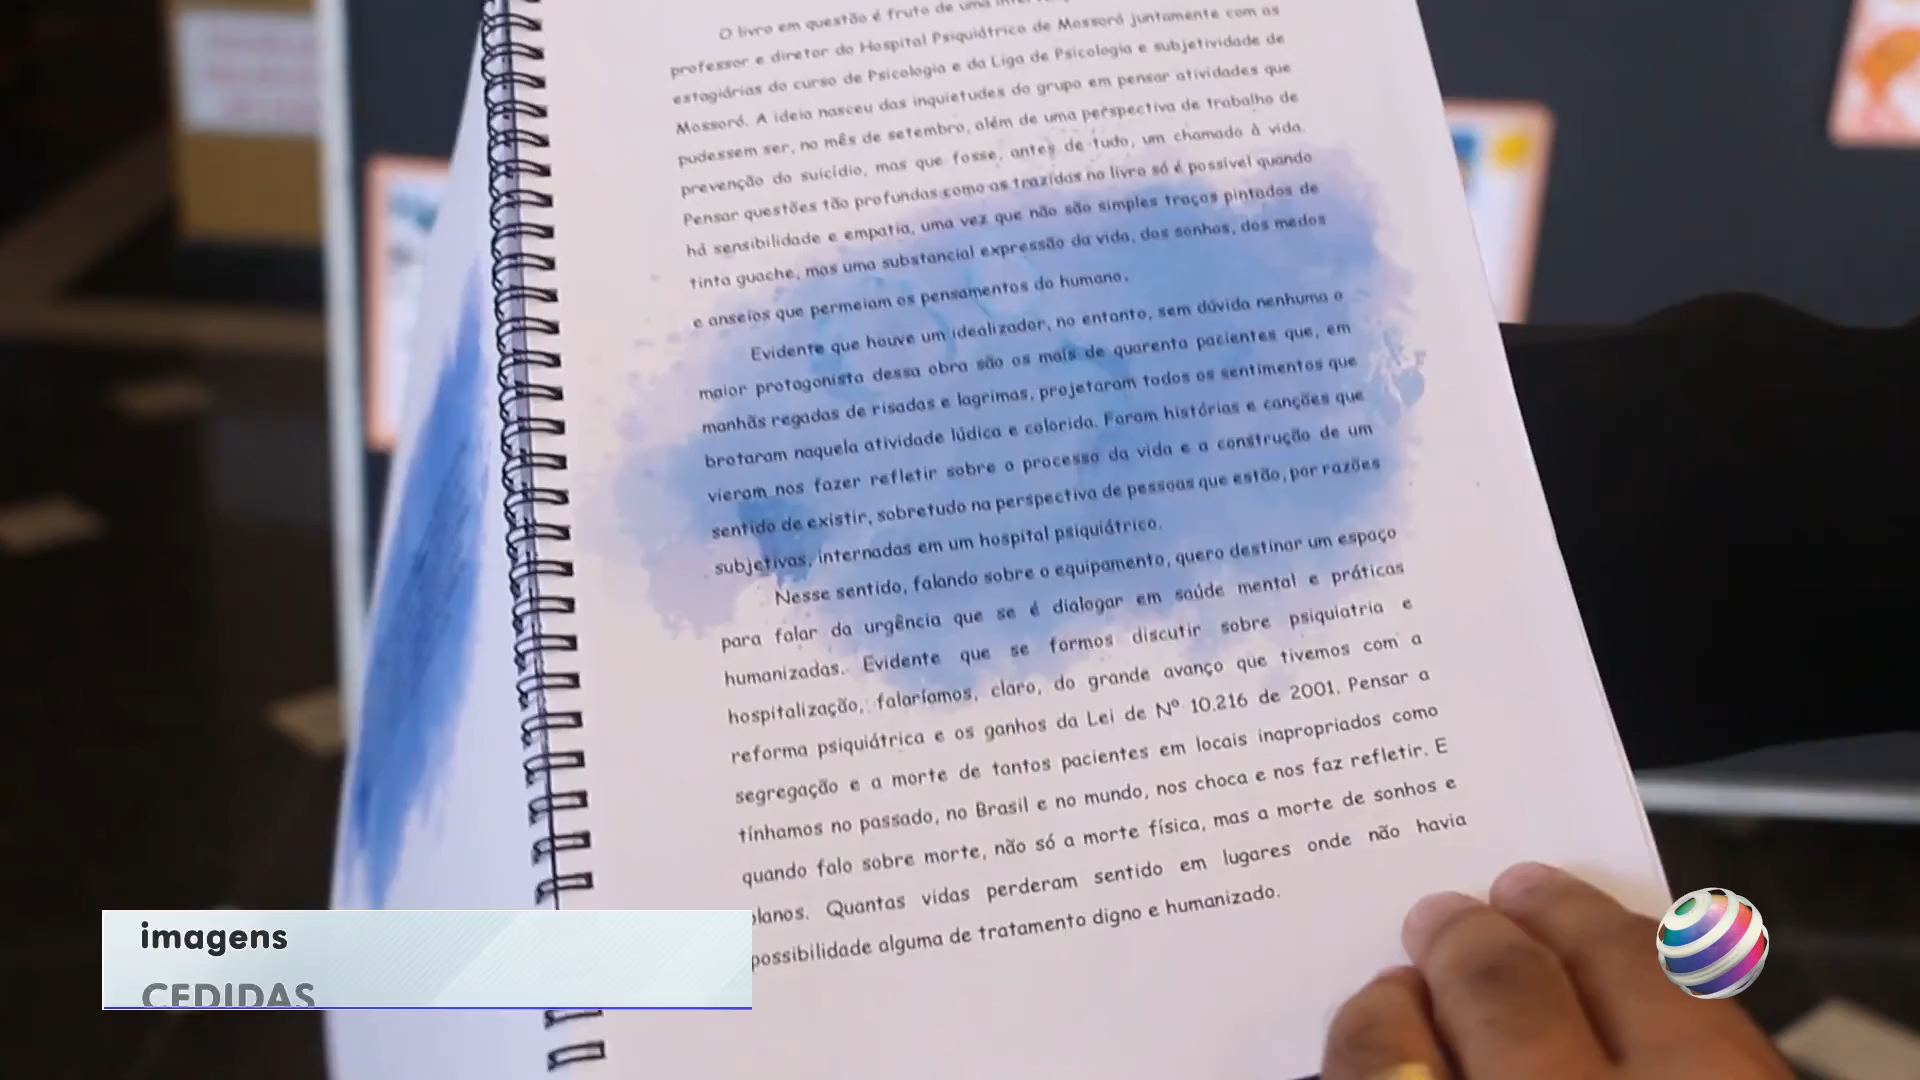 O livro em questão é fruto de uma
professor e diretor do Hospital Psiquiátrico de Mossoró juntamente com as
estagiárias do curso de Psicologia e da Liga de Psicologia e subjetividade de
Mossoró. A ideia nasceu das inquietudes do grupo em pensar atividades que
pudessem ser, no mês de setembro, além de uma perspectiva de trabalho de
prevenção do suicídio, mas que fosse, antes de tudo, um chamado à vida.
Pensar questões tão profundas como as trazidas no livro só é possível quando
há sensibilidade e empatia, uma vez que não são simples traços pintados de
tinta guache, mas uma substancial expressão da vida, dos sonhos, dos medos
e anseios que permeiam os pensamentos do humano.
Evidente que houve um idealizador, no entanto, sem dúvida nenhuma o
maior protagonista dessa obra são os mais de quarenta pacientes que, em
manhãs regadas de risadas e lagrimas, projetaram todos os sentimentos que
brotaram naquela atividade lúdica e colorida. Foram histórias e canções que
vieram nos fazer refletir sobre o processo da vida e a construção de um
sentido de existir, sobretudo na perspectiva de pessoas que estão, por razões
subjetivas, internadas em um hospital psiquiátrico.
Nesse sentido, falando sobre o equipamento, quero destinar um espaço
para falar da urgência que se é dialogar em saúde mental e práticas
humanizadas. Evidente que se formos discutir sobre psiquiatria e
hospitalização, falaríamos, claro, do grande avanço que tivemos com a
reforma psiquiátrica e os ganhos da Lei de Nº 10.216 de 2001. Pensar a
segregação e a morte de tantos pacientes em locais inapropriados como
tínhamos no passado, no Brasil e no mundo, nos choca e nos faz refletir. E
quando falo sobre morte, não só a morte física, mas a morte de sonhos e
planos. Quantas vidas perderam sentido em lugares onde não havia
possibilidade alguma de tratamento digno e humanizado.
imagens
CEDIDAS